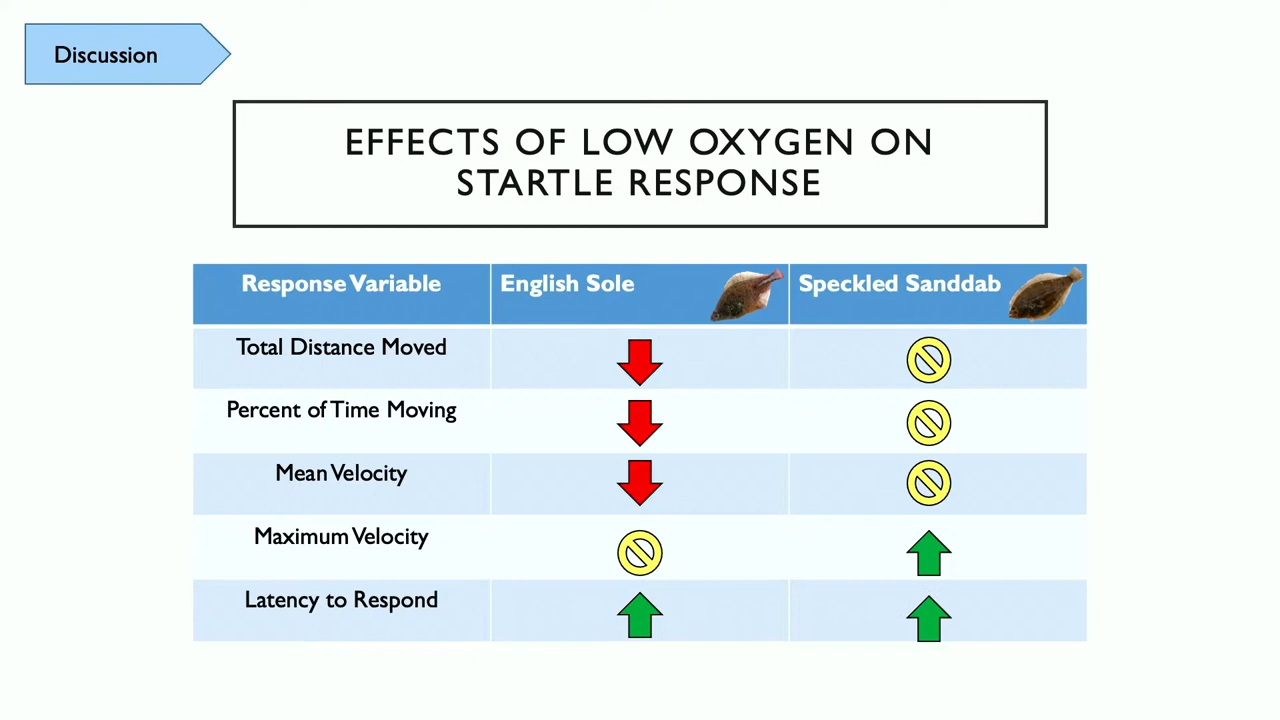 Discussion
EFFECTS OF LOW OXYGEN ON
STARTLE RESPONSE
Response Variable
English Sole
Speckled Sanddab
Total Distance Moved
Percent of Time Moving
Mean Velocity
Maximum Velocity
Latency to Respond